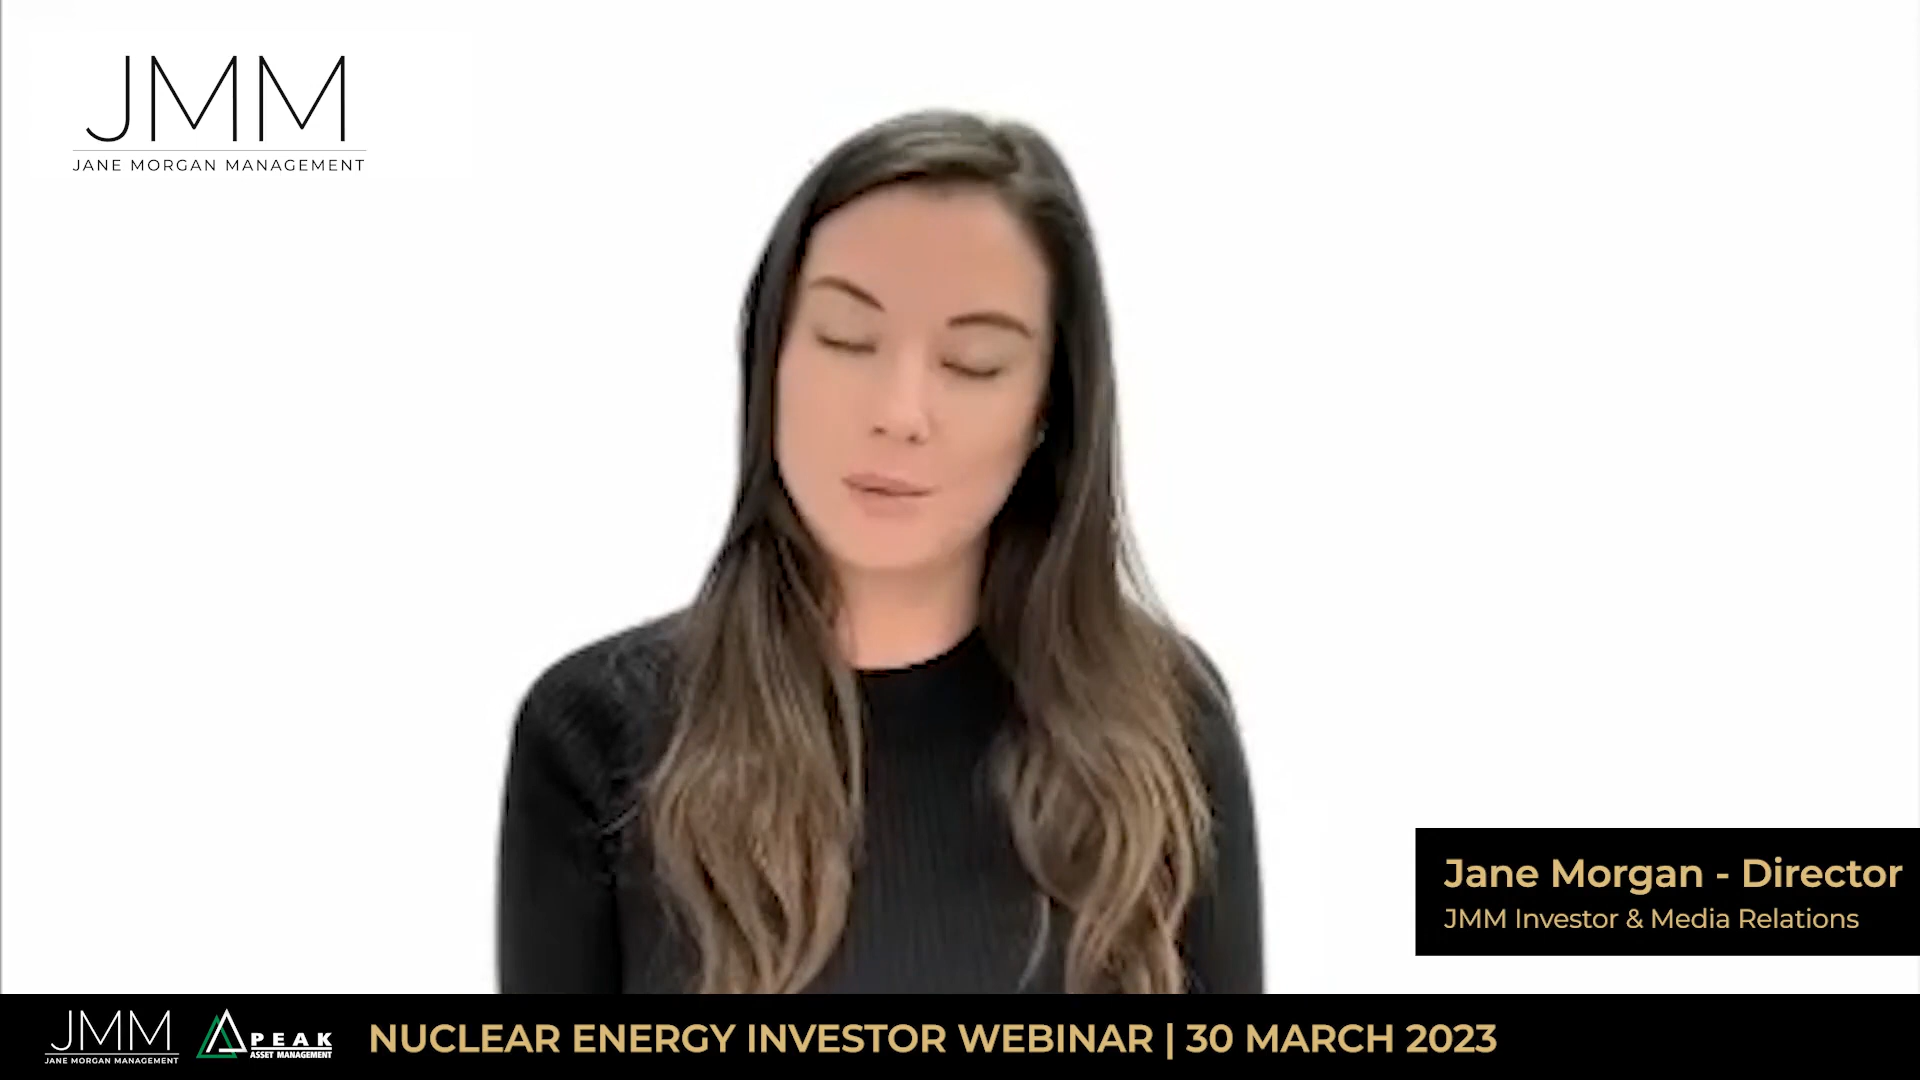 JMM
JANE MORGAN MANAGEMENT
Jane Morgan - Director
JMM Investor & Media Relations
JMM
JANE MORGAN MANAGEMENT
PEAK
ASSET MANAGEMENT
NUCLEAR ENERGY INVESTOR WEBINAR | 30 MARCH 2023